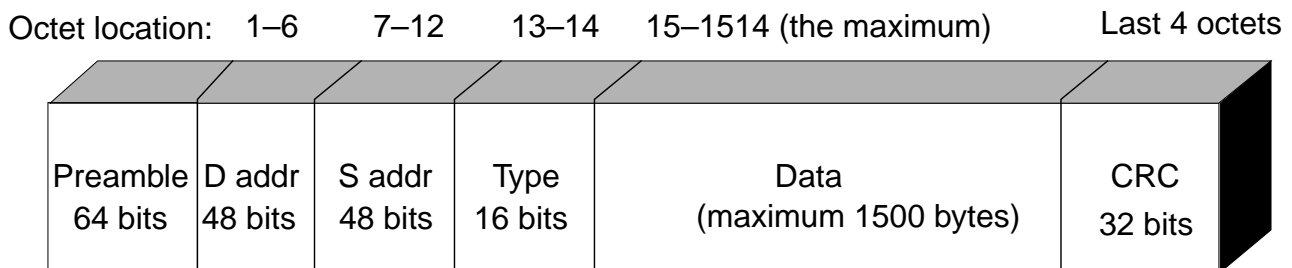 Octet location: 1–6 7–12 13–14 15–1514 (the maximum) Last 4 octets
Preamble D addr S addr Type Data CRC
64 bits 48 bits 48 bits 16 bits (maximum 1500 bytes) 32 bits